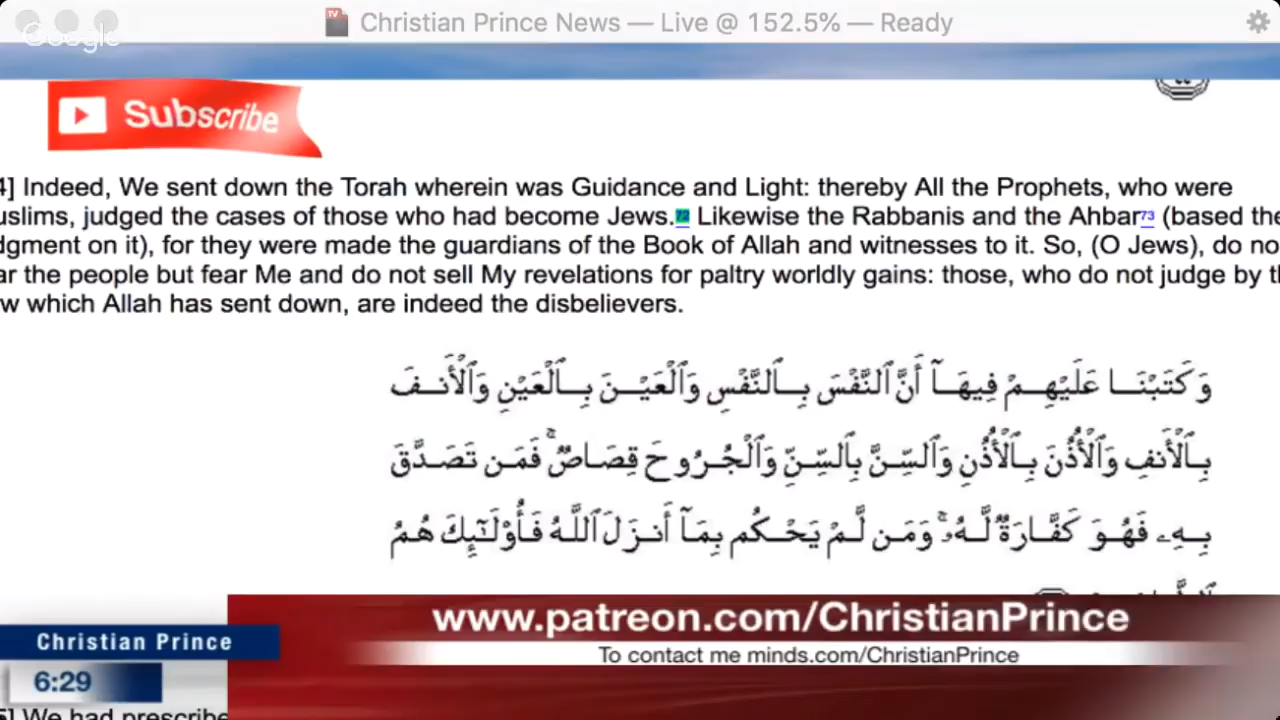 Christian Prince News — Live @ 152.5% — Ready
Google
Subscribe
4] Indeed, We sent down the Torah wherein was Guidance and Light: thereby All the Prophets, who were
uslims, judged the cases of those who had become Jews.72 Likewise the Rabbanis and the Ahbar73 (based the
dgment on it), for they were made the guardians of the Book of Allah and witnesses to it. So, (O Jews), do no
ar the people but fear Me and do not sell My revelations for paltry worldly gains: those, who do not judge by th
w which Allah has sent down, are indeed the disbelievers.
وَكَتَبْنَا عَلَيْهِمْ فِيهَآ أَنَّ ٱلنَّفْسَ بِٱلنَّفْسِ وَٱلْعَيْنَ بِٱلْعَيْنِ وَٱلْأَنفَ
بِٱلْأَنفِ وَٱلْأُذُنَ بِٱلْأُذُنِ وَٱلسِّنَّ بِٱلسِّنِّ وَٱلْجُرُوحَ قِصَاصٌ ۚ فَمَن تَصَدَّقَ
بِهِۦ فَهُوَ كَفَّارَةٌ لَّهُۥ ۚ وَمَن لَّمْ يَحْكُم بِمَآ أَنزَلَ ٱللَّهُ فَأُو۟لَـٰٓئِكَ هُمُ
www.patreon.com/ChristianPrince
To contact me minds.com/ChristianPrince
Christian Prince
6:29
5] We had prescribe